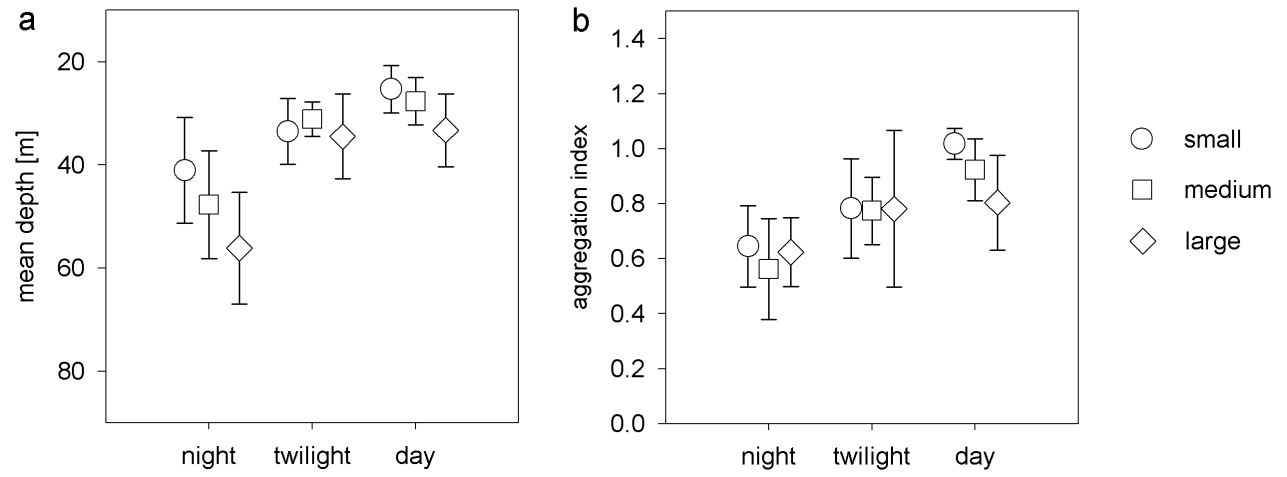 a
20
40
60
80
mean depth [m]
night twilight day
b
1.4
1.2
1.0
0.8
0.6
0.4
0.2
0.0
aggregation index
night twilight day
small
medium
large